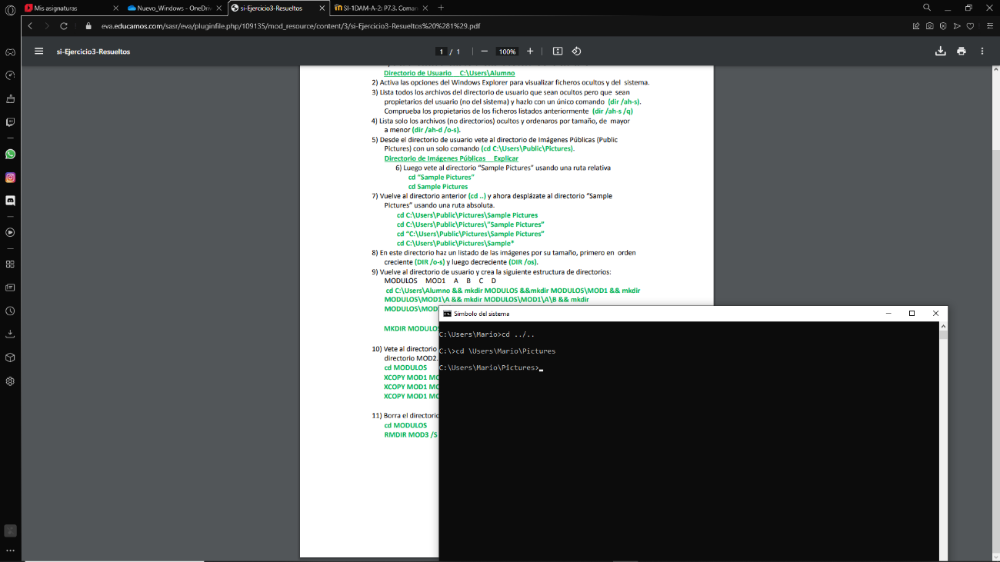 Mis asignaturas
Nuevo_Windows - OneDriv
si-Ejercicio3-Resueltos
SI-1DAM-A-2: P7.3. Coman
eva.educamos.com/sasr/eva/pluginfile.php/109135/mod_resource/content/3/si-Ejercicio3-Resueltos%20%281%29.pdf
si-Ejercicio3-Resueltos
1 / 1
100%
Directorio de Usuario C:\Users\Alumno
2) Activa las opciones del Windows Explorer para visualizar ficheros ocultos y del sistema.
3) Lista todos los archivos del directorio de usuario que sean ocultos pero que sean
propietarios del usuario (no del sistema) y hazlo con un único comando (dir /ah-s).
Comprueba los propietarios de los ficheros listados anteriormente (dir /ah-s /q)
4) Lista solo los archivos (no directorios) ocultos y ordenaros por tamaño, de mayor
a menor (dir /ah-d /o-s).
5) Desde el directorio de usuario vete al directorio de Imágenes Públicas (Public
Pictures) con un solo comando (cd C:\Users\Public\Pictures).
Directorio de Imágenes Públicas Explicar
6) Luego vete al directorio “Sample Pictures” usando una ruta relativa
cd “Sample Pictures”
cd Sample Pictures
7) Vuelve al directorio anterior (cd ..) y ahora desplázate al directorio “Sample
Pictures” usando una ruta absoluta.
cd C:\Users\Public\Pictures\Sample Pictures
cd C:\Users\Public\Pictures\”Sample Pictures”
cd “C:\Users\Public\Pictures\Sample Pictures”
cd C:\Users\Public\Pictures\Sample*
8) En este directorio haz un listado de las imágenes por su tamaño, primero en orden
creciente (DIR /o-s) y luego decreciente (DIR /os).
9) Vuelve al directorio de usuario y crea la siguiente estructura de directorios:
MODULOS MOD1 A B C D
cd C:\Users\Alumno && mkdir MODULOS &&mkdir MODULOS\MOD1 && mkdir
MODULOS\MOD1\A && mkdir MODULOS\MOD1\A\B && mkdir
MODULOS\MOD
MKDIR MODULOS
10) Vete al directorio
directorio MOD2.
cd MODULOS
XCOPY MOD1 MO
XCOPY MOD1 MO
XCOPY MOD1 MO
11) Borra el directorio
cd MODULOS
RMDIR MOD3 /S
Símbolo del sistema
C:\Users\Mario>cd ../..
C:\>cd \Users\Mario\Pictures
C:\Users\Mario\Pictures>